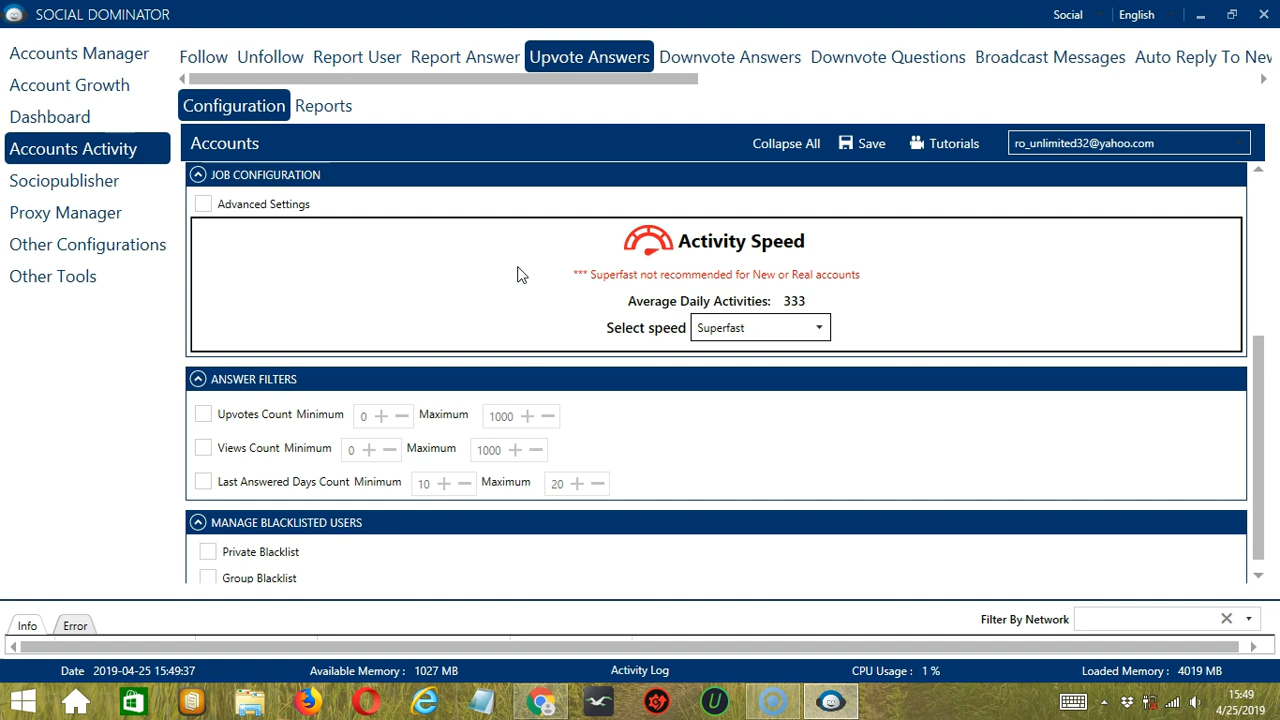 SOCIAL DOMINATOR
Social
English
Accounts Manager
Account Growth
Dashboard
Accounts Activity
Sociopublisher
Proxy Manager
Other Configurations
Other Tools
Follow Unfollow Report User Report Answer Upvote Answers Downvote Answers Downvote Questions Broadcast Messages Auto Reply To New
Configuration Reports
Accounts Collapse All Save Tutorials ro_unlimited32@yahoo.com
JOB CONFIGURATION
Advanced Settings
Activity Speed
*** Superfast not recommended for New or Real accounts
Average Daily Activities: 333
Select speed Superfast
ANSWER FILTERS
Upvotes Count Minimum 0 Maximum 1000
Views Count Minimum 0 Maximum 1000
Last Answered Days Count Minimum 10 Maximum 20
MANAGE BLACKLISTED USERS
Private Blacklist
Group Blacklist
Info Error Filter By Network
Date 2019-04-25 15:49:37 Available Memory : 1027 MB Activity Log CPU Usage : 1 % Loaded Memory : 4019 MB
15:49
4/25/2019